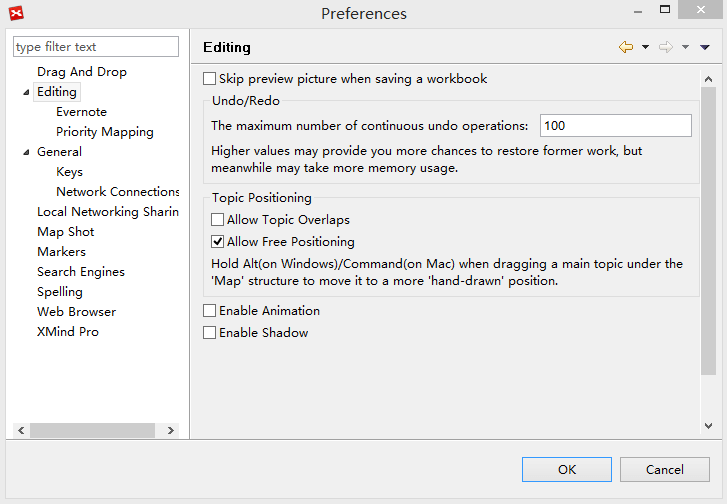 Preferences
type filter text
Drag And Drop
Editing
Evernote
Priority Mapping
General
Keys
Network Connections
Local Networking Sharin
Map Shot
Markers
Search Engines
Spelling
Web Browser
XMind Pro
Editing
Skip preview picture when saving a workbook
Undo/Redo
The maximum number of continuous undo operations: 100
Higher values may provide you more chances to restore former work, but
meanwhile may take more memory usage.
Topic Positioning
Allow Topic Overlaps
Allow Free Positioning
Hold Alt(on Windows)/Command(on Mac) when dragging a main topic under the
'Map' structure to move it to a more 'hand-drawn' position.
Enable Animation
Enable Shadow
OK Cancel